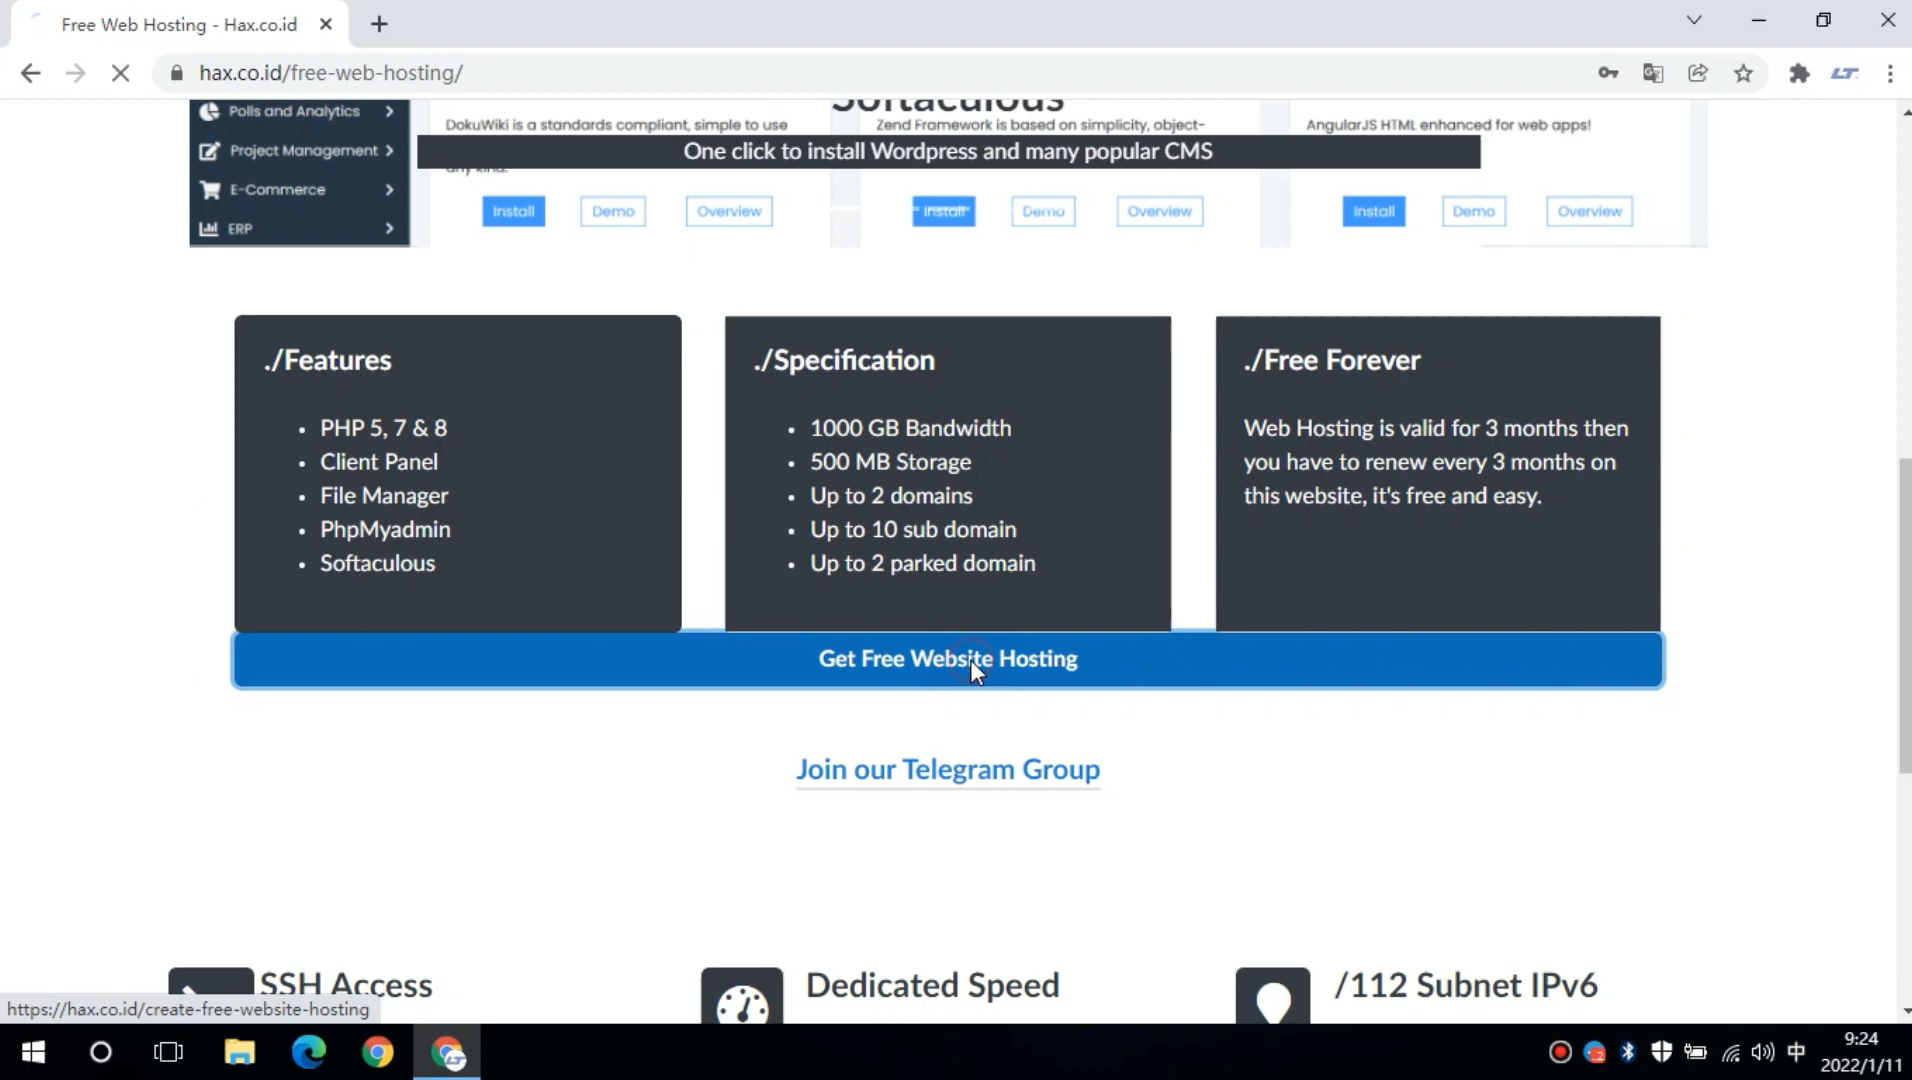 Free Web Hosting - Hax.co.id
hax.co.id/free-web-hosting/
Softaculous
Polls and Analytics
Project Management
E-Commerce
ERP
DokuWiki is a standards compliant, simple to use
any kind.
Zend Framework is based on simplicity, object-
AngularJS HTML enhanced for web apps!
One click to install Wordpress and many popular CMS
Install Demo Overview
Install Demo Overview
Install Demo Overview
./Features
• PHP 5, 7 & 8
• Client Panel
• File Manager
• PhpMyadmin
• Softaculous
./Specification
• 1000 GB Bandwidth
• 500 MB Storage
• Up to 2 domains
• Up to 10 sub domain
• Up to 2 parked domain
./Free Forever
Web Hosting is valid for 3 months then
you have to renew every 3 months on
this website, it's free and easy.
Get Free Website Hosting
Join our Telegram Group
SSH Access
Dedicated Speed
/112 Subnet IPv6
https://hax.co.id/create-free-website-hosting
LT
2
中
9:24
2022/1/11